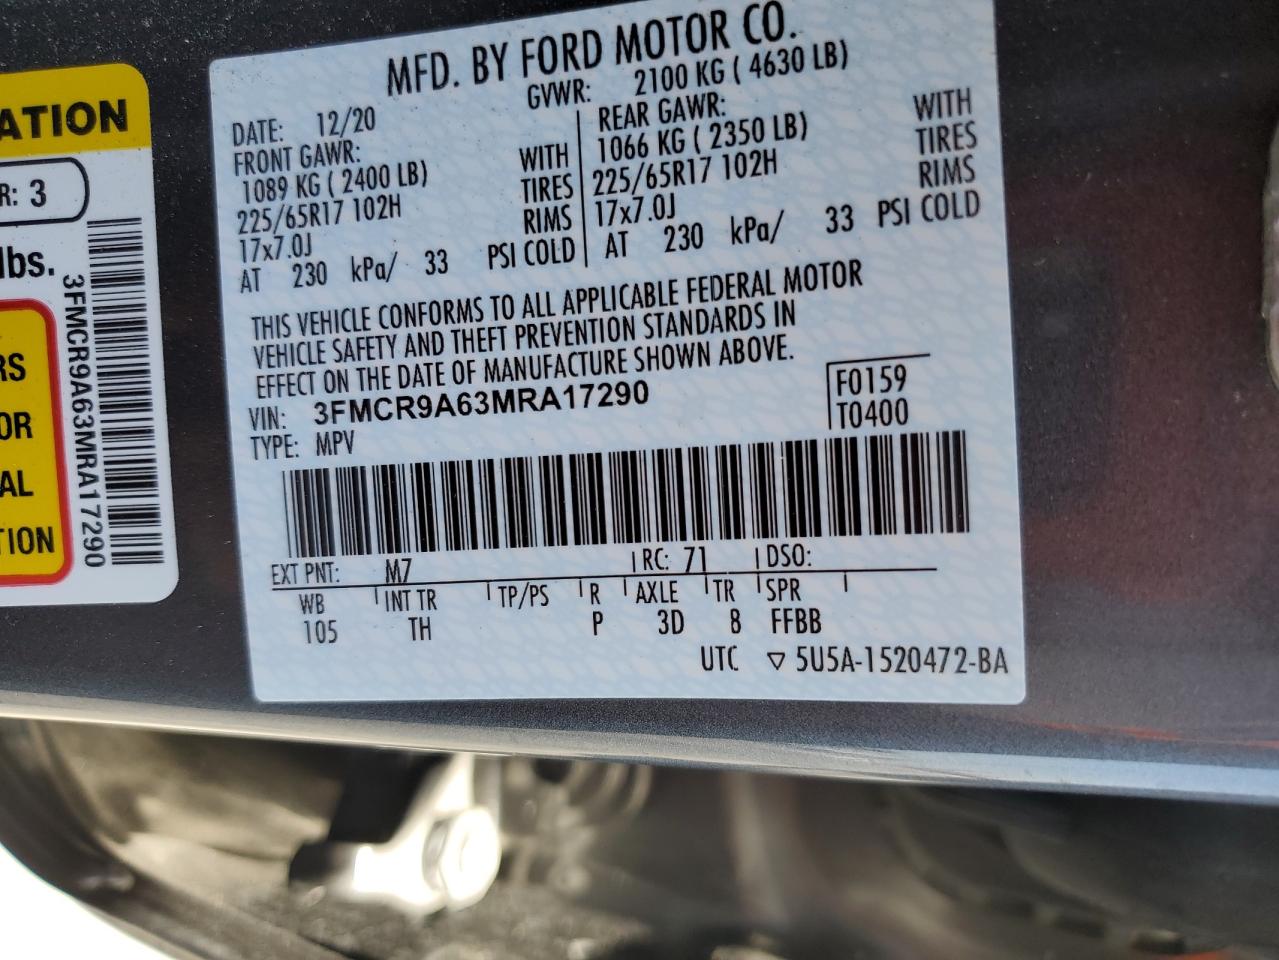 ATION
R: 3
lbs.
RS
OR
AL
TION
3FMCR9A63MRA17290
MFD. BY FORD MOTOR CO.
GVWR: 2100 KG ( 4630 LB)
DATE: 12/20
FRONT GAWR:
1089 KG ( 2400 LB) WITH
225/65R17 102H TIRES
17x7.0J RIMS
AT 230 kPa/ 33 PSI COLD
REAR GAWR:
1066 KG ( 2350 LB) WITH
225/65R17 102H TIRES
17x7.0J RIMS
AT 230 kPa/ 33 PSI COLD
THIS VEHICLE CONFORMS TO ALL APPLICABLE FEDERAL MOTOR
VEHICLE SAFETY AND THEFT PREVENTION STANDARDS IN
EFFECT ON THE DATE OF MANUFACTURE SHOWN ABOVE.
VIN: 3FMCR9A63MRA17290
TYPE: MPV
F0159
T0400
EXT PNT: M7 RC: 71 DSO:
WB INT TR TP/PS R AXLE TR SPR
105 TH P 3D 8 FFBB
UTC ▽ 5U5A-1520472-BA